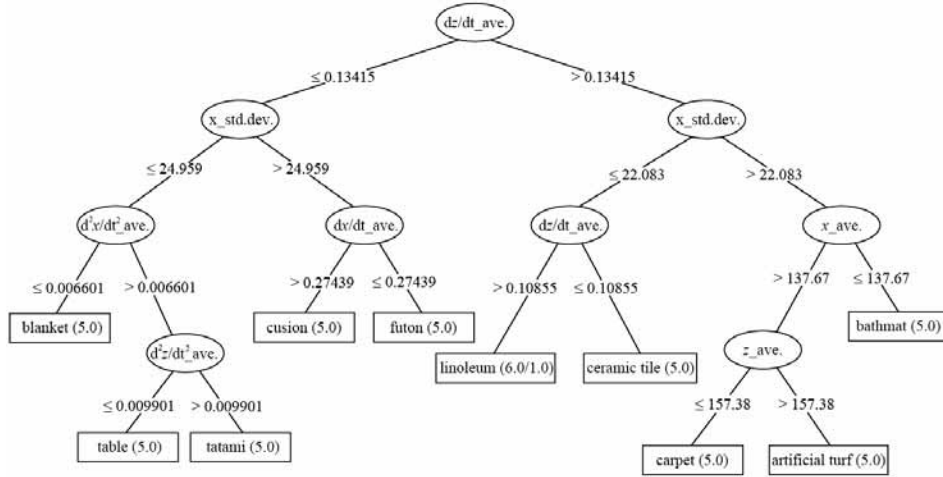 dz/dt_ave.
≤ 0.13415
> 0.13415
x_std.dev.
x_std.dev.
≤ 24.959
> 24.959
≤ 22.083
> 22.083
d²x/dt²_ave.
dx/dt_ave.
dz/dt_ave.
x_ave.
≤ 0.006601
> 0.006601
> 0.27439
≤ 0.27439
> 0.10855
≤ 0.10855
> 137.67
≤ 137.67
blanket (5.0)
cusion (5.0)
futon (5.0)
bathmat (5.0)
d²z/dt²_ave.
linoleum (6.0/1.0)
ceramic tile (5.0)
z_ave.
≤ 0.009901
> 0.009901
≤ 157.38
> 157.38
table (5.0)
tatami (5.0)
carpet (5.0)
artificial turf (5.0)